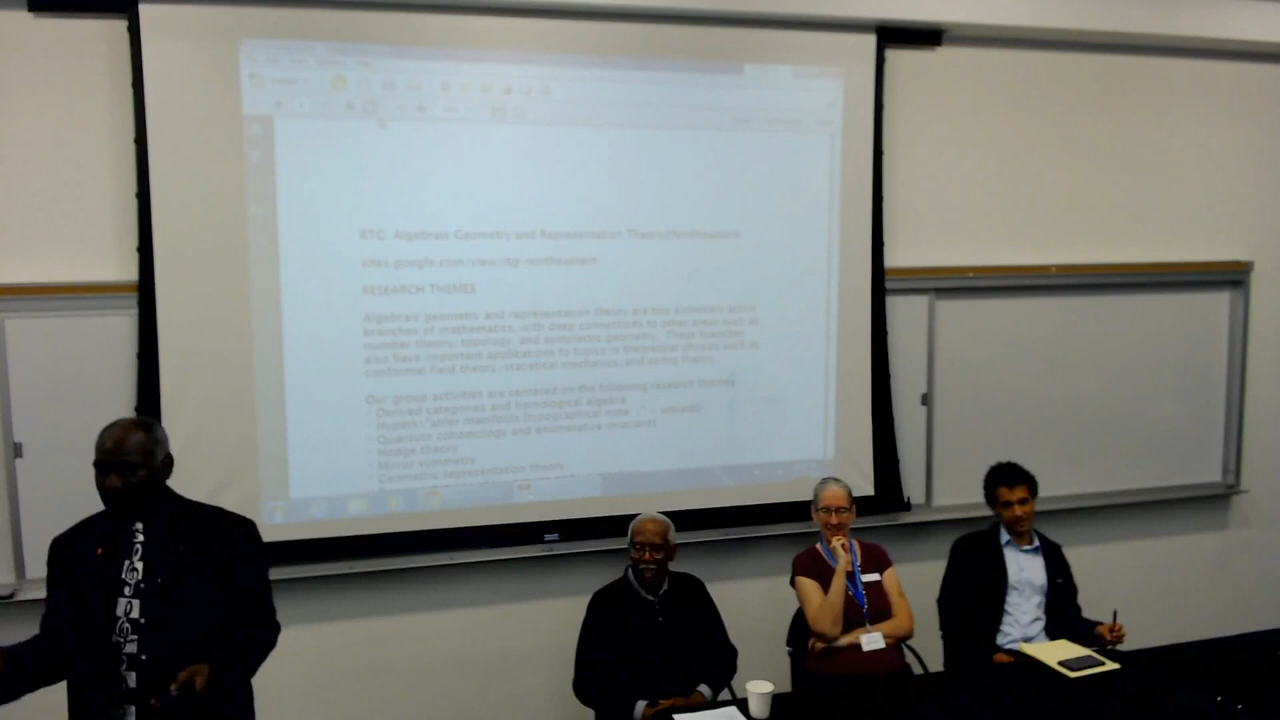 RTG: Algebraic Geometry and Representation Theory@Northeastern
sites.google.com/view/rtg-northeastern
RESEARCH THEMES
Algebraic geometry and representation theory are two extremely active
branches of mathematics, with deep connections to other areas such as
number theory, topology, and symplectic geometry. These branches
also have important applications to topics in theoretical physics such as
conformal field theory, statistical mechanics, and string theory.
Our group activities are centered on the following research themes
- Derived categories and homological algebra
manifolds (typographical note
- Quantum cohomology and enumerative invariants
- Hodge theory
- Mirror symmetry
- Geometric representation theory